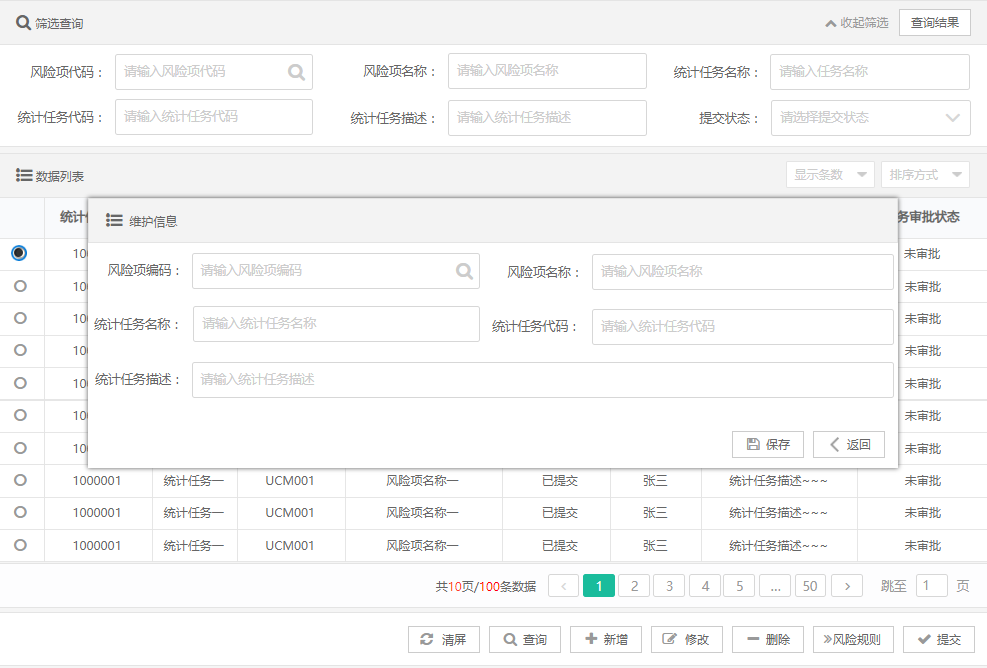 筛选查询 收起筛选 查询结果
风险项代码： 请输入风险项代码 风险项名称： 请输入风险项名称 统计任务名称： 请输入任务名称
统计任务代码： 请输入统计任务代码 统计任务描述： 请输入统计任务描述 提交状态： 请选择提交状态
数据列表 显示条数 排序方式
统计 务审批状态
维护信息
10 未审批
风险项编码： 请输入风险项编码 风险项名称： 请输入风险项名称
10 未审批
10 未审批
统计任务名称： 请输入统计任务名称 统计任务代码： 请输入统计任务代码
10 未审批
10 未审批
统计任务描述： 请输入统计任务描述
10 未审批
10 未审批
保存 返回
1000001 统计任务一 UCM001 风险项名称一 已提交 张三 统计任务描述~~~ 未审批
1000001 统计任务一 UCM001 风险项名称一 已提交 张三 统计任务描述~~~ 未审批
1000001 统计任务一 UCM001 风险项名称一 已提交 张三 统计任务描述~~~ 未审批
共10页/100条数据 < 1 2 3 4 5 ... 50 > 跳至 1 页
清屏 查询 新增 修改 删除 风险规则 提交